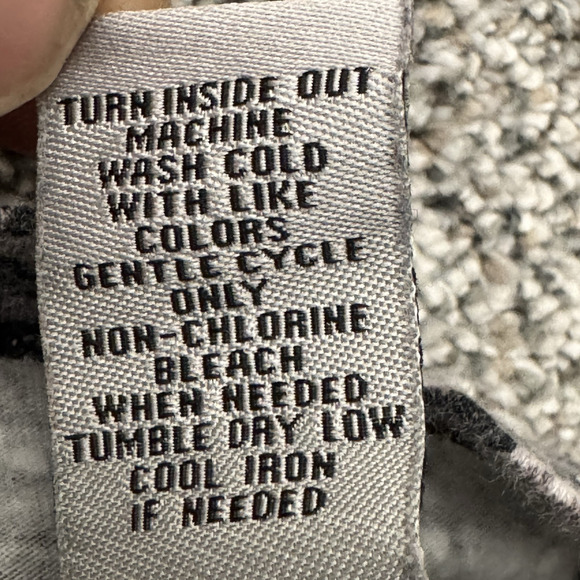 TURN INSIDE OUT
MACHINE
WASH COLD
WITH LIKE
COLORS
GENTLE CYCLE
ONLY
NON-CHLORINE
BLEACH
WHEN NEEDED
TUMBLE DRY LOW
COOL IRON
IF NEEDED